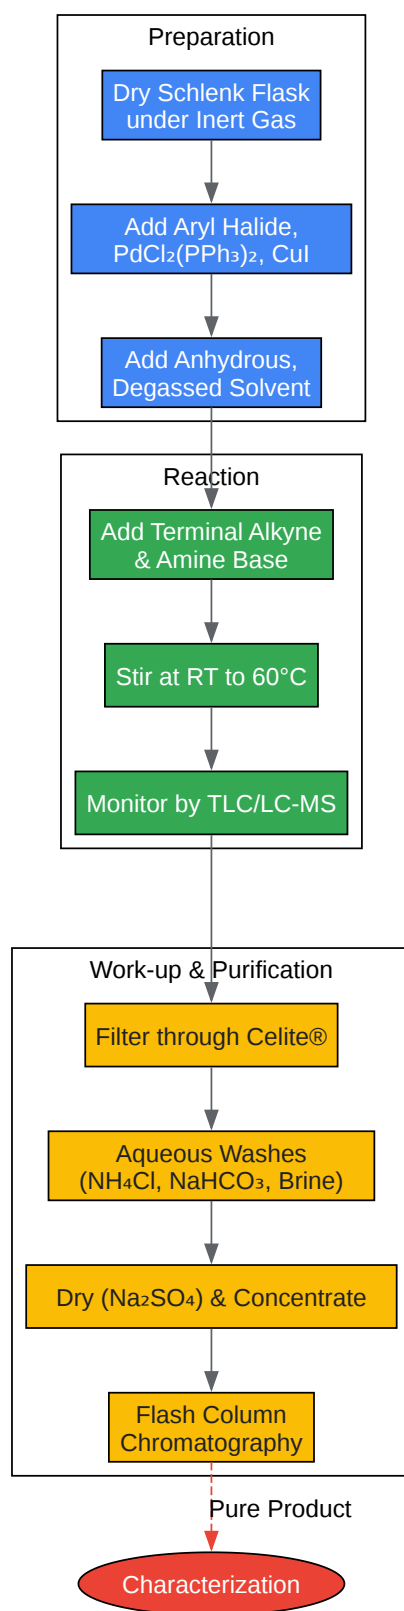 Preparation
Dry Schlenk Flask
under Inert Gas
Add Aryl Halide,
PdCl₂(PPh₃)₂, CuI
Add Anhydrous,
Degassed Solvent
Reaction
Add Terminal Alkyne
& Amine Base
Stir at RT to 60°C
Monitor by TLC/LC-MS
Work-up & Purification
Filter through Celite®
Aqueous Washes
(NH₄Cl, NaHCO₃, Brine)
Dry (Na₂SO₄) & Concentrate
Flash Column
Chromatography
Pure Product
Characterization